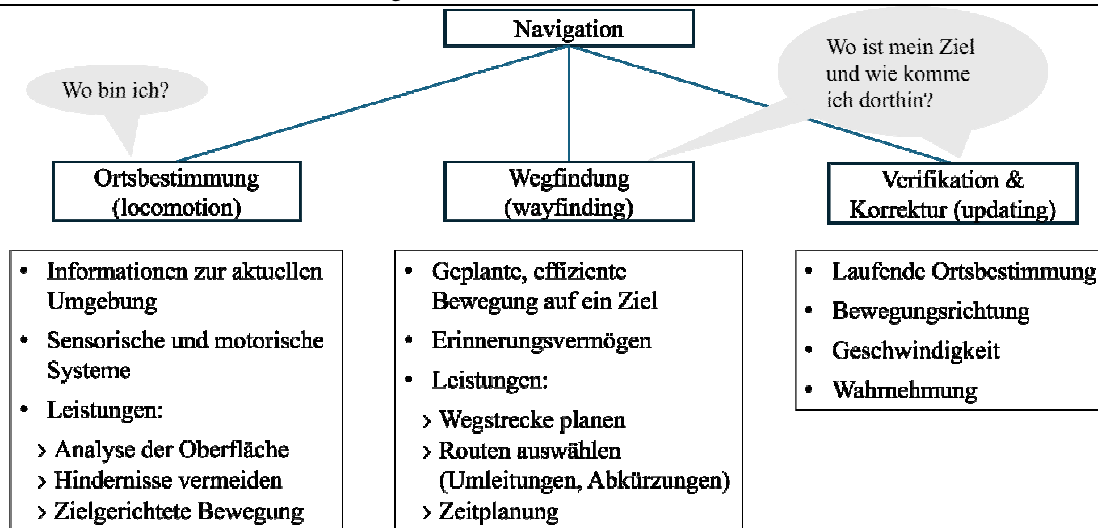 Navigation
Wo bin ich?
Wo ist mein Ziel
und wie komme
ich dorthin?
Ortsbestimmung
(locomotion)
Wegfindung
(wayfinding)
Verifikation &
Korrektur (updating)
• Informationen zur aktuellen
Umgebung
• Sensorische und motorische
Systeme
• Leistungen:
> Analyse der Oberfläche
> Hindernisse vermeiden
> Zielgerichtete Bewegung
• Geplante, effiziente
Bewegung auf ein Ziel
• Erinnerungsvermögen
• Leistungen:
> Wegstrecke planen
> Routen auswählen
(Umleitungen, Abkürzungen)
> Zeitplanung
• Laufende Ortsbestimmung
• Bewegungsrichtung
• Geschwindigkeit
• Wahrnehmung